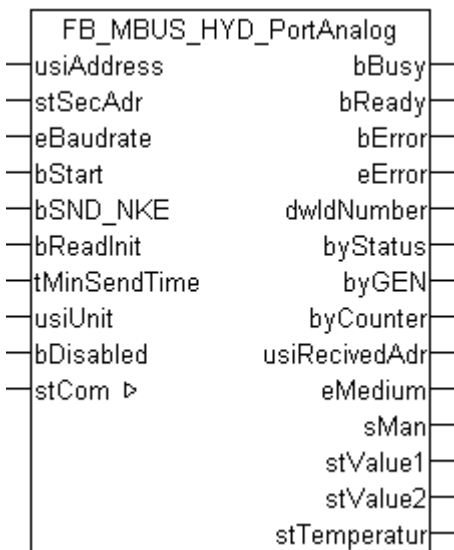 FB_MBUS_HYD_PortAnalog
usiAddress bBusy
stSecAdr bReady
eBaudrate bError
bStart eError
bSND_NKE dwIdNumber
bReadInit byStatus
tMinSendTime byGEN
usiUnit byCounter
bDisabled usiRecivedAdr
stCom ▷ eMedium
sMan
stValue1
stValue2
stTemperatur